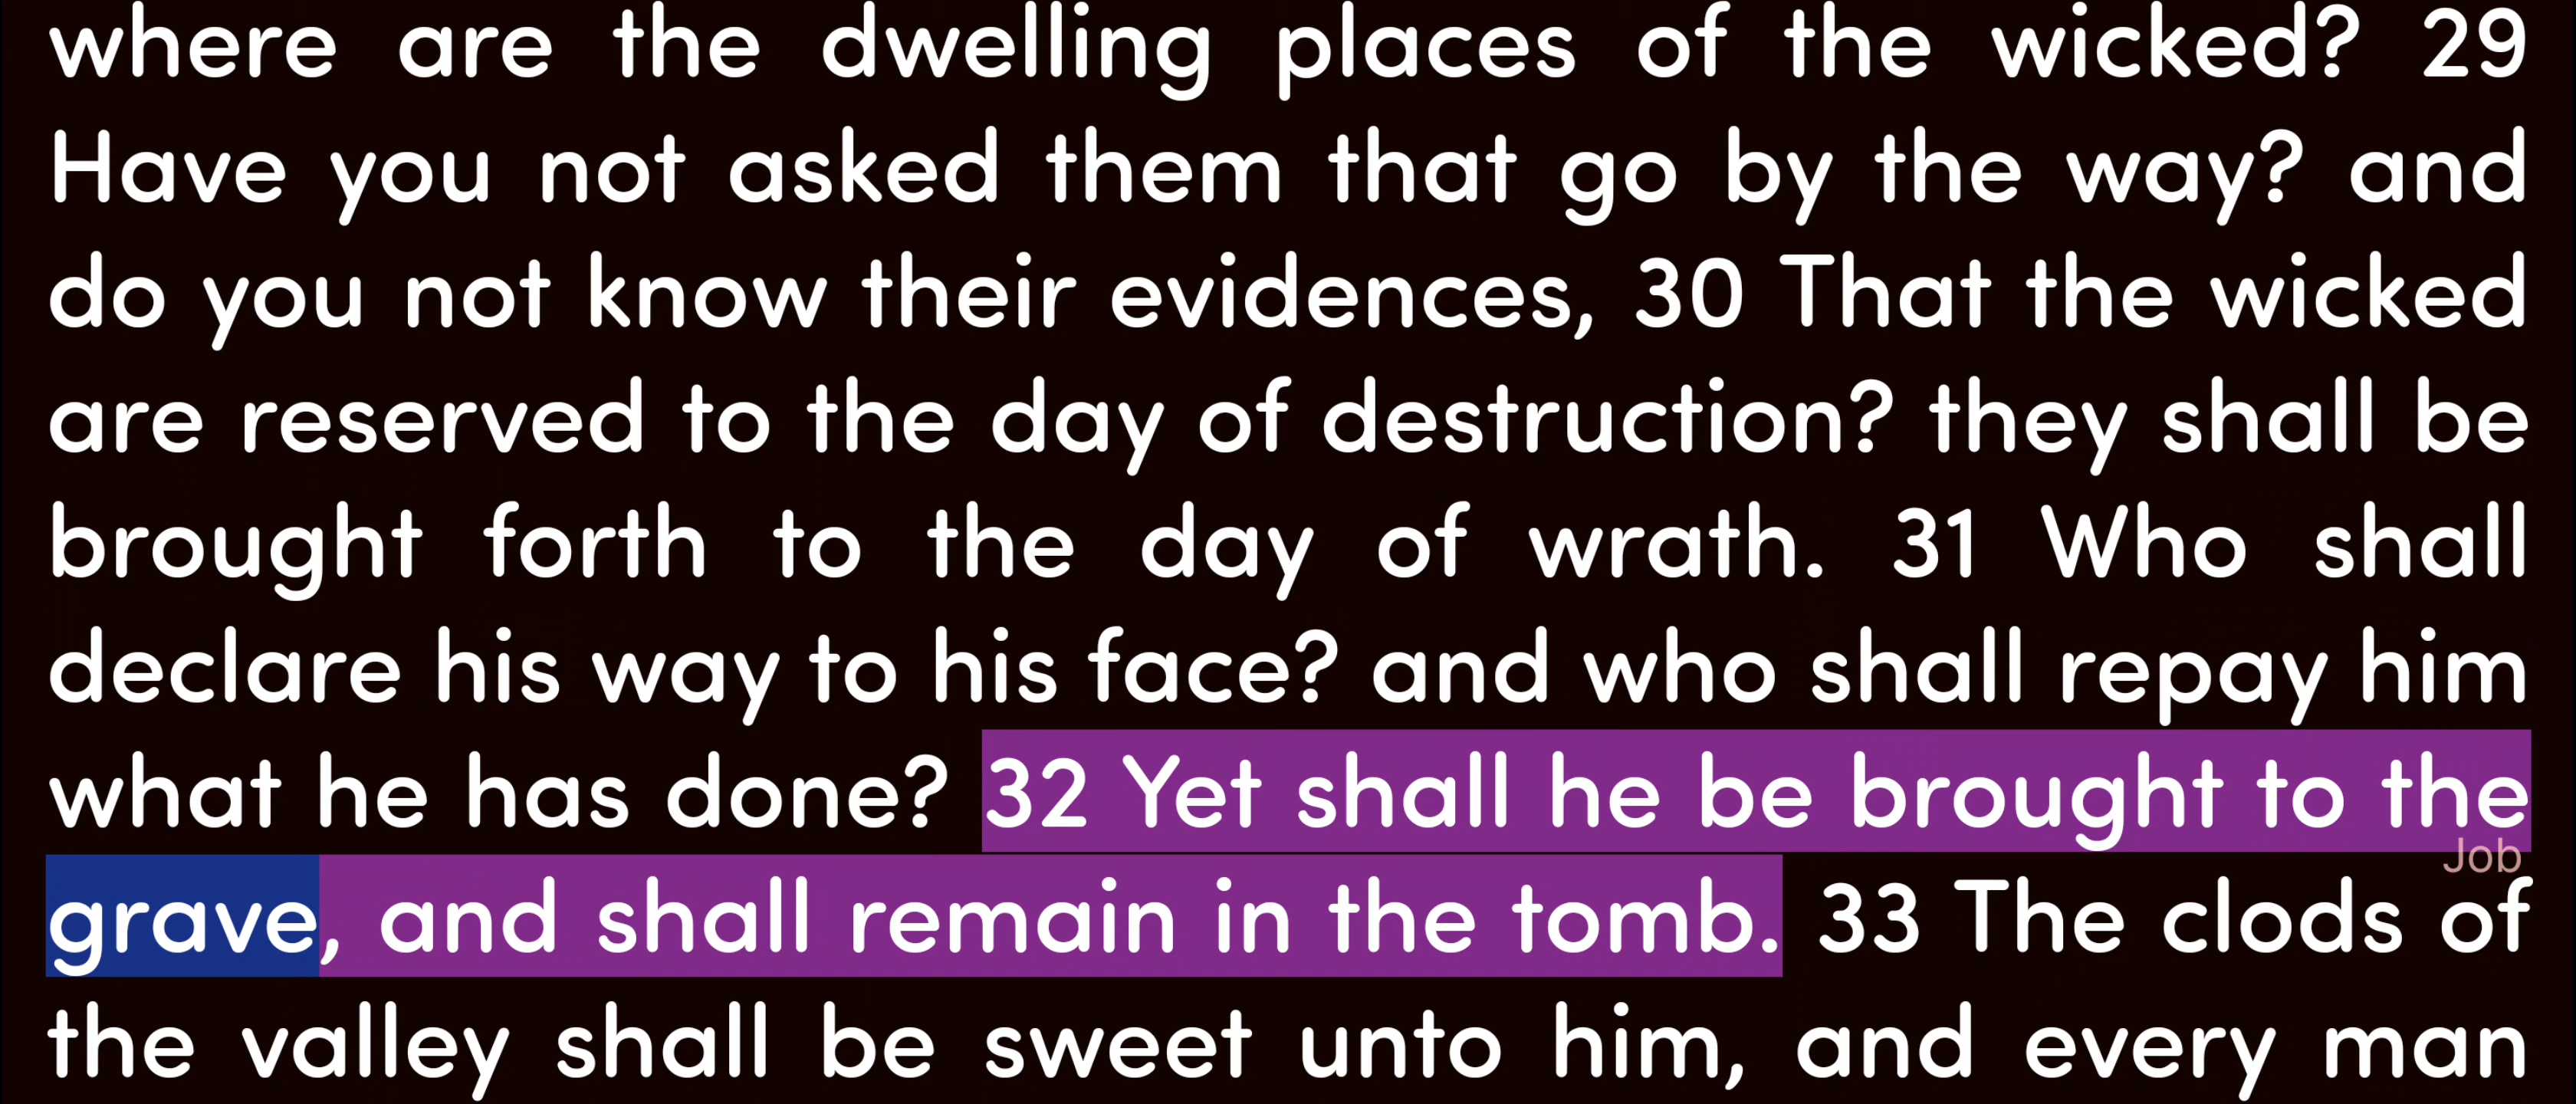 where are the dwelling places of the wicked? 29
Have you not asked them that go by the way? and
do you not know their evidences, 30 That the wicked
are reserved to the day of destruction? they shall be
brought forth to the day of wrath. 31 Who shall
declare his way to his face? and who shall repay him
what he has done? 32 Yet shall he be brought to the
Job
grave, and shall remain in the tomb. 33 The clods of
the valley shall be sweet unto him, and every man